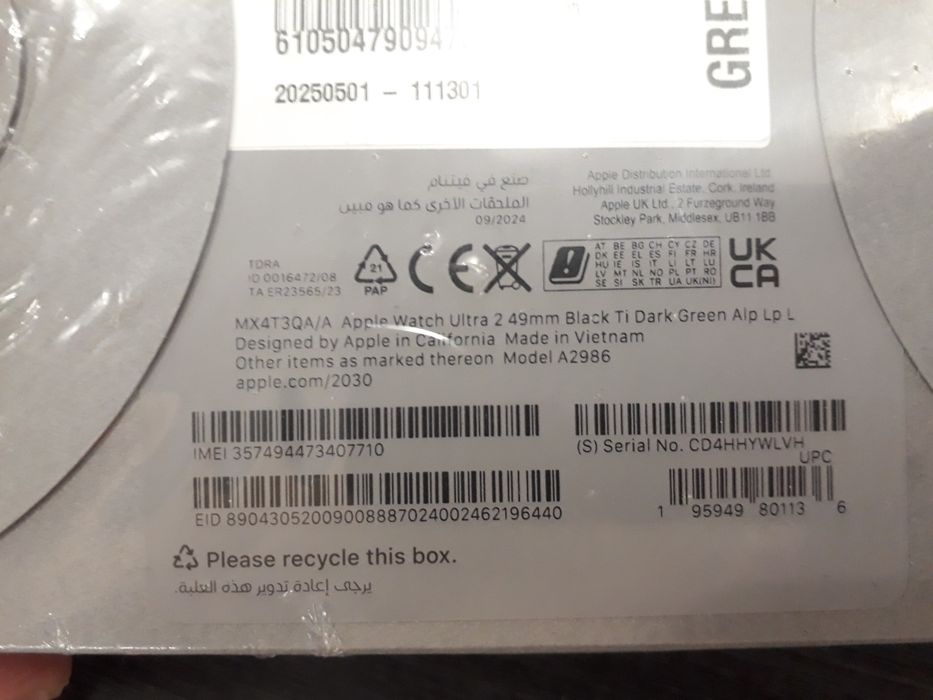 610504790947
20250501 - 111301
GRE
صنع في فيتنام
الملحقات الأخرى كما هو مبين
09/2024
Apple Distribution International Ltd.
Hollyhill Industrial Estate, Cork, Ireland
Apple UK Ltd., 2 Furzeground Way
Stockley Park, Middlesex, UB11 1BB
TDRA
ID 0016472/08
TA ER23565/23
21
PAP
CE
AT BE BG CH CY CZ DE
DK EE EL ES FI FR HR
HU IE IS IT LI LT LU
LV MT NL NO PL PT RO
SE SI SK TR UA UK(NI)
UK
CA
MX4T3QA/A Apple Watch Ultra 2 49mm Black Ti Dark Green Alp Lp L
Designed by Apple in California Made in Vietnam
Other items as marked thereon Model A2986
apple.com/2030
IMEI 357494473407710
(S) Serial No. CD4HHYWLVH
UPC
EID 89043052009008887024002462196440
1 95949 80113 6
Please recycle this box.
يرجى إعادة تدوير هذه العلبة.